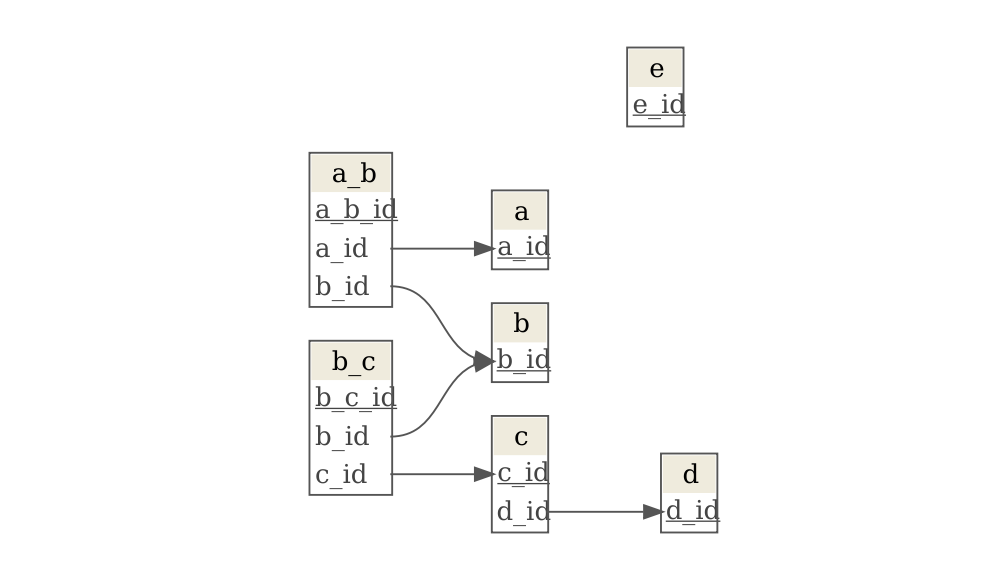 e
e_id
a_b
a_b_id
a_id
b_id
a
a_id
b
b_id
b_c
b_c_id
b_id
c_id
c
c_id
d_id
d
d_id